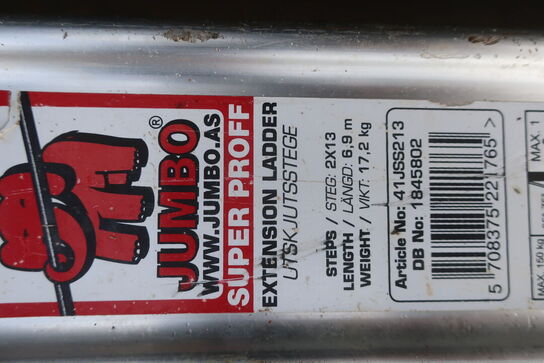 JUMBO®
WWW.JUMBO.AS
SUPER PROFF
EXTENSION LADDER
UTSKJUTSSTEGE
STEPS / STEG: 2X13
LENGTH / LÄNGD: 6,9 m
WEIGHT / VIKT: 17,2 kg
Article No: 41JSS213
DB No: 1845802
5 708375 221765 >
MAX. 1
MAX. 150 kg